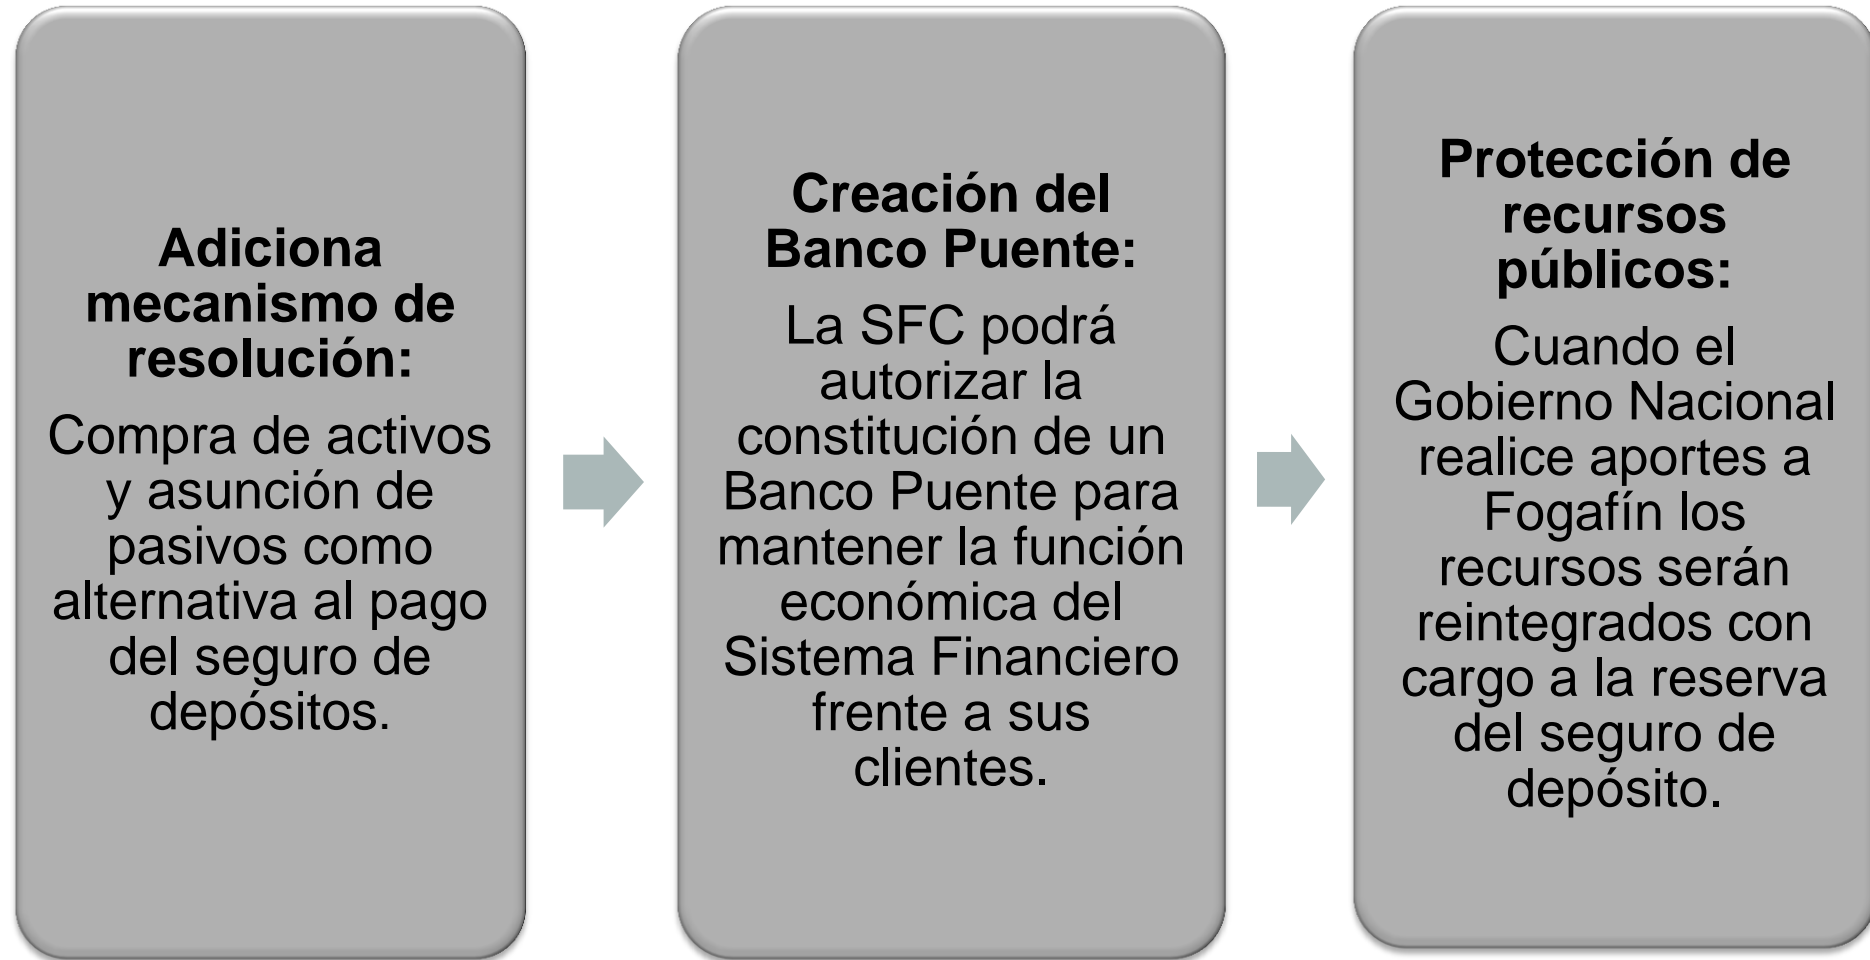 Adiciona
mecanismo de
resolución:
Compra de activos
y asunción de
pasivos como
alternativa al pago
del seguro de
depósitos.
Creación del
Banco Puente:
La SFC podrá
autorizar la
constitución de un
Banco Puente para
mantener la función
económica del
Sistema Financiero
frente a sus
clientes.
Protección de
recursos
públicos:
Cuando el
Gobierno Nacional
realice aportes a
Fogafín los
recursos serán
reintegrados con
cargo a la reserva
del seguro de
depósito.